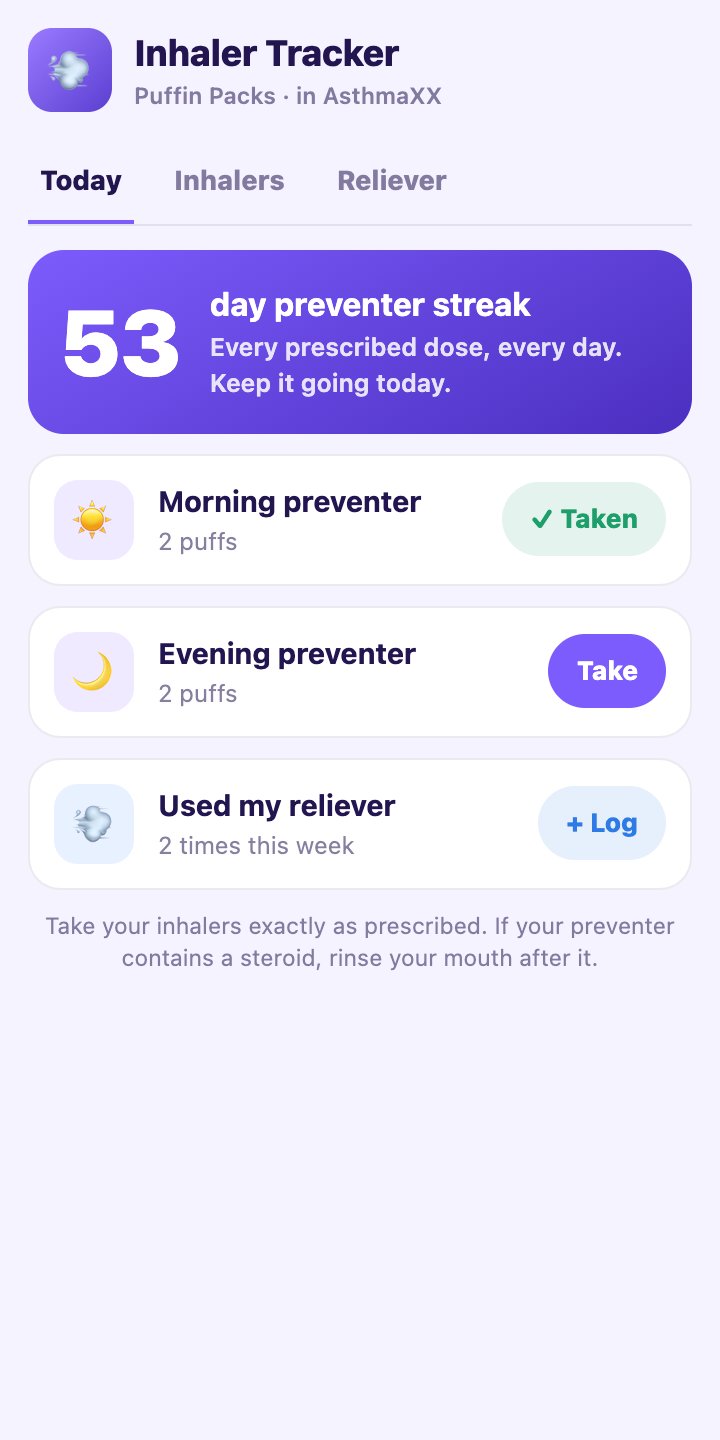 Inhaler Tracker
Puffin Packs · in AsthmaXX
Today Inhalers Reliever
53
day preventer streak
Every prescribed dose, every day.
Keep it going today.
Morning preventer
2 puffs
✓ Taken
Evening preventer
2 puffs
Take
Used my reliever
2 times this week
+ Log
Take your inhalers exactly as prescribed. If your preventer
contains a steroid, rinse your mouth after it.